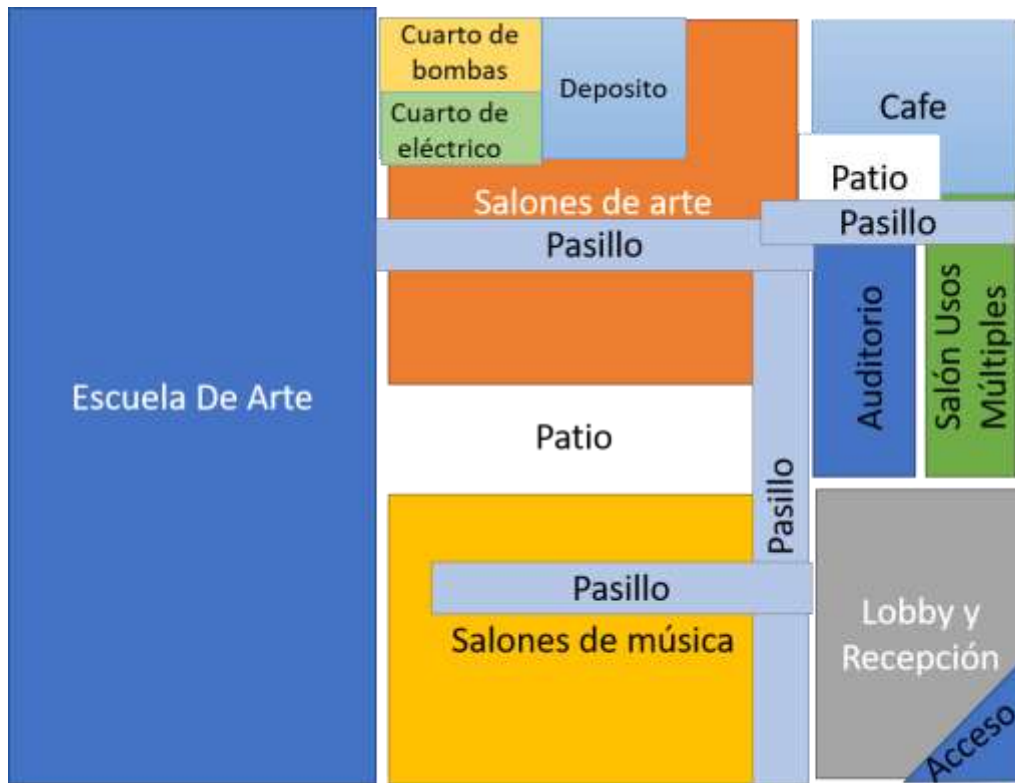 Cuarto de
bombas
Deposito
Cuarto de
eléctrico
Cafe
Patio
Salones de arte
Pasillo
Pasillo
Auditorio
Salón Usos
Múltiples
Escuela De Arte
Patio
Pasillo
Pasillo
Salones de música
Lobby y
Recepción
Acceso